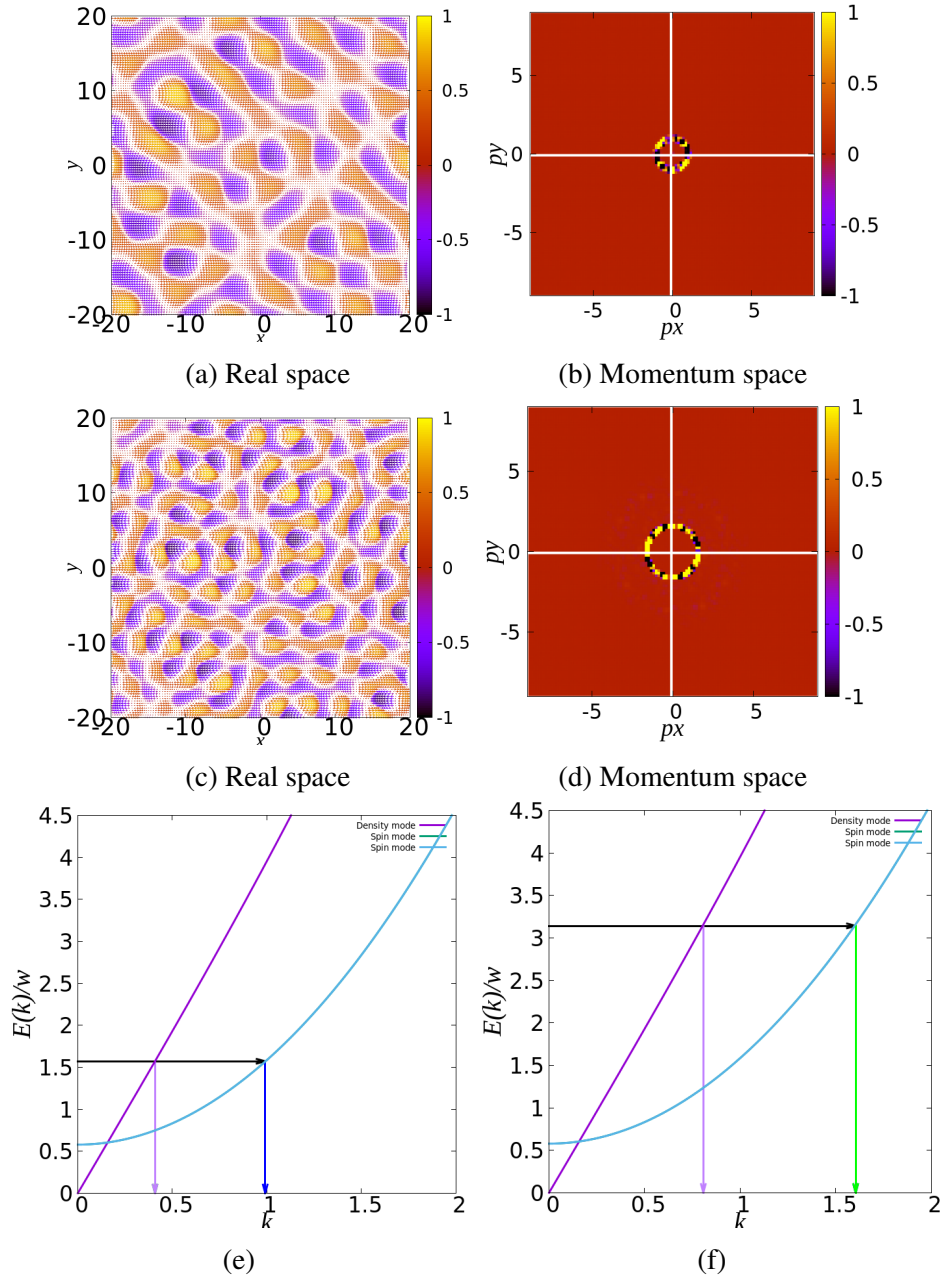 20
10
0
-10
-20
y
-20 -10 0 10 20
x
1
0.5
0
-0.5
-1
5
0
-5
py
-5 0 5
px
1
0.5
0
-0.5
-1
(a) Real space
(b) Momentum space
20
10
0
-10
-20
y
-20 -10 0 10 20
x
1
0.5
0
-0.5
-1
5
0
-5
py
-5 0 5
px
1
0.5
0
-0.5
-1
(c) Real space
(d) Momentum space
4.5
4
3.5
3
2.5
2
1.5
1
0.5
0
E(k)/w
Density mode
Spin mode
Spin mode
0 0.5 1 1.5 2
k
4.5
4
3.5
3
2.5
2
1.5
1
0.5
0
E(k)/w
Density mode
Spin mode
Spin mode
0 0.5 1 1.5 2
k
(e)
(f)